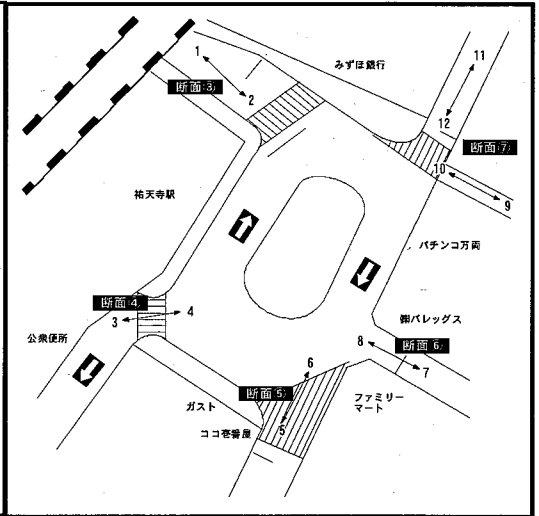 1
みずほ銀行
11
断面:3)
2
12
断面:7)
10
祐天寺駅
9
パチンコ万両
断面:4)
3
4
㈱バレッグス
公衆便所
8
断面:6)
6
7
断面:5)
ファミリー
マート
ガスト
5
ココ壱番屋